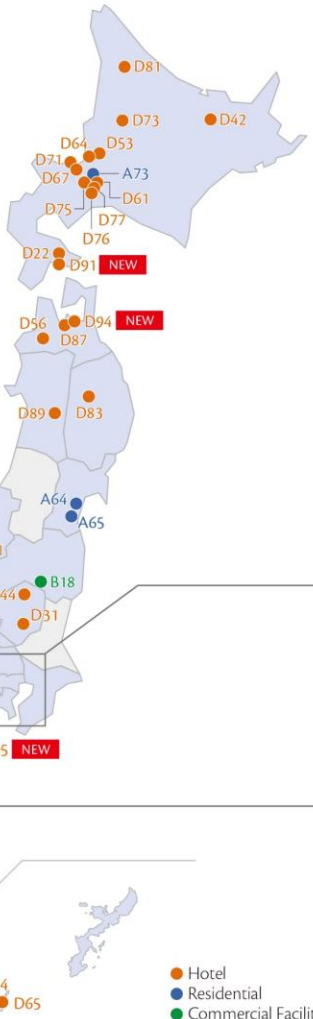 D81
D73
D42
D64
D53
D71
A73
D67
D61
D75
D77
D76
D22
D91 NEW
D56
D94 NEW
D87
D89
D83
A64
A65
B18
44
D31
5 NEW
4
D65
Hotel
Residential
Commercial Facilit